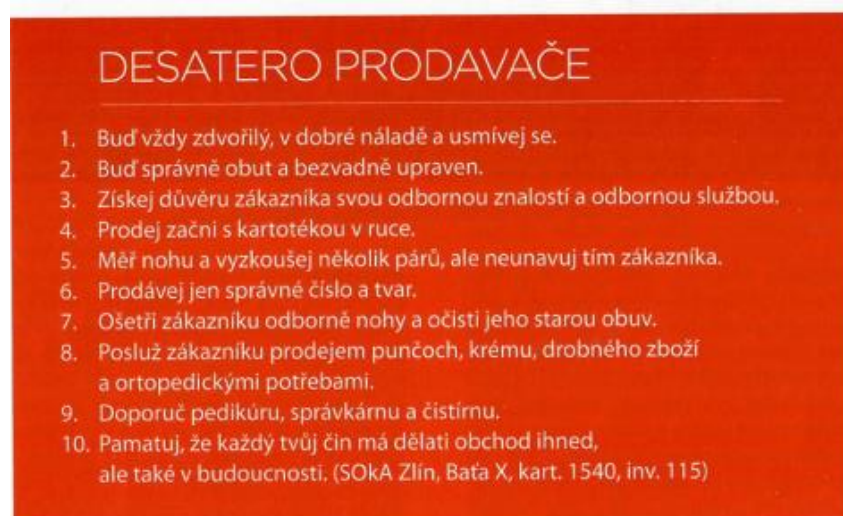 DESATERO PRODAVAČE
1. Buď vždy zdvořilý, v dobré náladě a usmívej se.
2. Buď správně obut a bezvadně upraven.
3. Získej důvěru zákazníka svou odbornou znalostí a odbornou službou.
4. Prodej začni s kartotékou v ruce.
5. Měř nohu a vyzkoušej několik párů, ale neunavuj tím zákazníka.
6. Prodávej jen správné číslo a tvar.
7. Ošetři zákazníku odborně nohy a očisti jeho starou obuv.
8. Posluž zákazníku prodejem punčoch, krému, drobného zboží
a ortopedickými potřebami.
9. Doporuč pedikúru, správkárnu a čistírnu.
10. Pamatuj, že každý tvůj čin má dělati obchod ihned,
ale také v budoucnosti. (SOkA Zlín, Baťa X, kart. 1540, inv. 115)